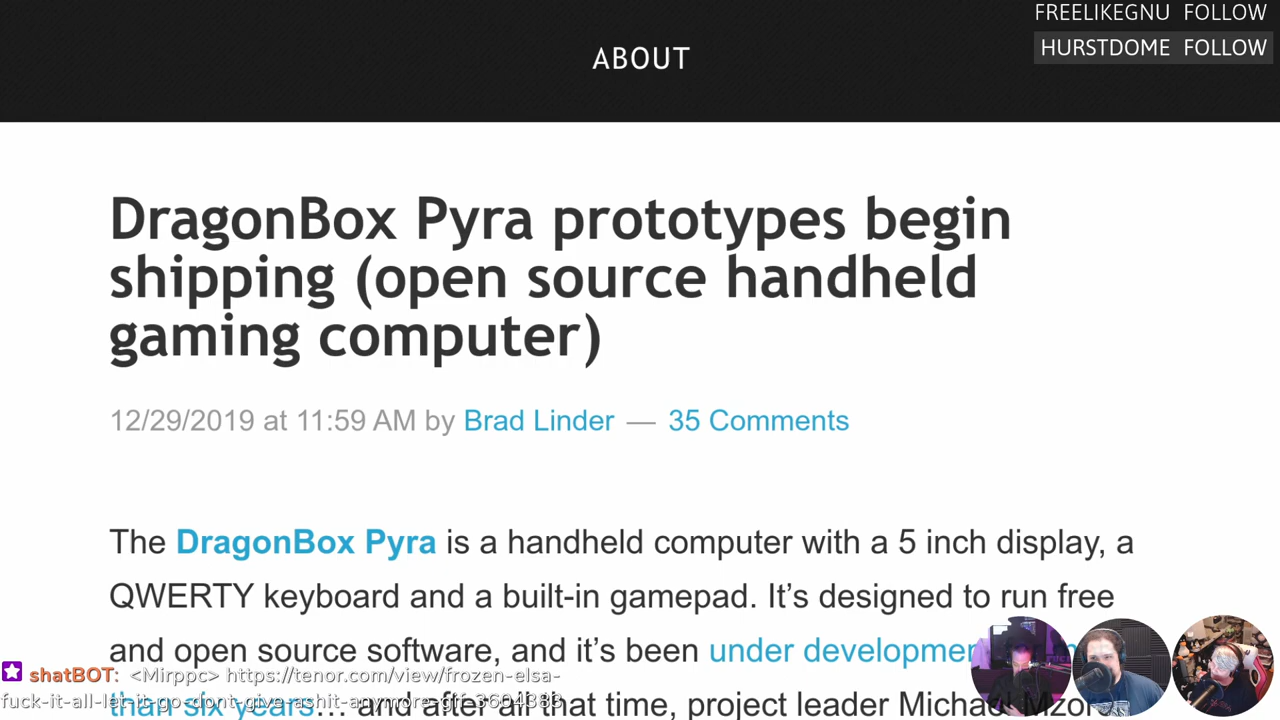 FREELIKEGNU FOLLOW
HURSTDOME FOLLOW
ABOUT
DragonBox Pyra prototypes begin
shipping (open source handheld
gaming computer)
12/29/2019 at 11:59 AM by Brad Linder — 35 Comments
The DragonBox Pyra is a handheld computer with a 5 inch display, a
QWERTY keyboard and a built-in gamepad. It’s designed to run free
and open source software, and it’s been under
shatBOT: <Mirppc> https://tenor.com/view/frozen-elsa-
fuck-it-all-let-it-go-dont-give-ashit-anymore-gif-3604383
than six years… and after all that time, project leader Michael